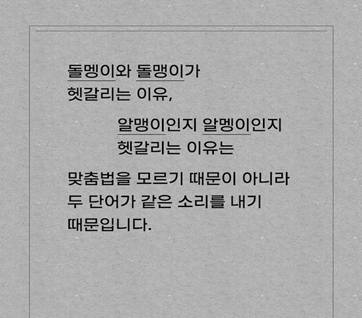 돌멩이와 돌맹이가
헷갈리는 이유,
알맹이인지 알멩이인지
헷갈리는 이유는
맞춤법을 모르기 때문이 아니라
두 단어가 같은 소리를 내기
때문입니다.